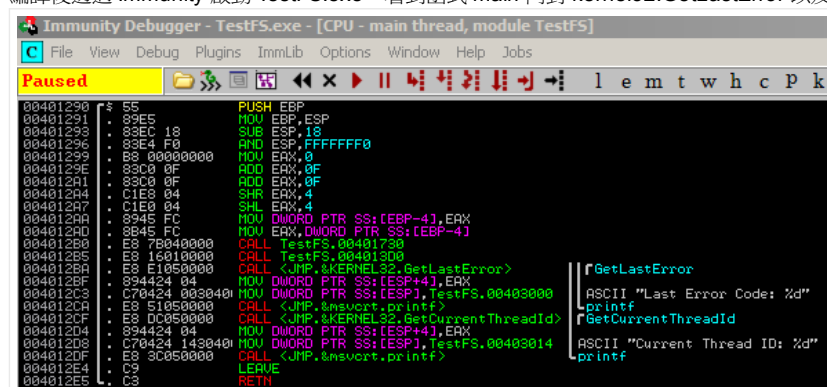 Immunity Debugger - TestFS.exe - [CPU - main thread, module TestFS]
C File View Debug Plugins ImmLib Options Window Help Jobs
Paused l e m t w h c P k
00401290 $ 55 PUSH EBP
00401291 . 89E5 MOV EBP,ESP
00401293 . 83EC 18 SUB ESP,18
00401296 . 83E4 F0 AND ESP,FFFFFFF0
00401299 . B8 00000000 MOV EAX,0
0040129E . 83C0 0F ADD EAX,0F
004012A1 . 83C0 0F ADD EAX,0F
004012A4 . C1E8 04 SHR EAX,4
004012A7 . C1E0 04 SHL EAX,4
004012AA . 8945 FC MOV DWORD PTR SS:[EBP-4],EAX
004012AD . 8B45 FC MOV EAX,DWORD PTR SS:[EBP-4]
004012B0 . E8 7B040000 CALL TestFS.00401730
004012B5 . E8 16010000 CALL TestFS.004013D0
004012BA . E8 E1050000 CALL <JMP.&KERNEL32.GetLastError> GetLastError
004012BF . 894424 04 MOV DWORD PTR SS:[ESP+4],EAX
004012C3 . C70424 003040 MOV DWORD PTR SS:[ESP],TestFS.00403000 ASCII "Last Error Code: %d"
004012CA . E8 51050000 CALL <JMP.&msvcrt.printf> printf
004012CF . E8 DC050000 CALL <JMP.&KERNEL32.GetCurrentThreadId> GetCurrentThreadId
004012D4 . 894424 04 MOV DWORD PTR SS:[ESP+4],EAX
004012D8 . C70424 143040 MOV DWORD PTR SS:[ESP],TestFS.00403014 ASCII "Current Thread ID: %d"
004012DF . E8 3C050000 CALL <JMP.&msvcrt.printf> printf
004012E4 . C9 LEAVE
004012E5 . C3 RETN